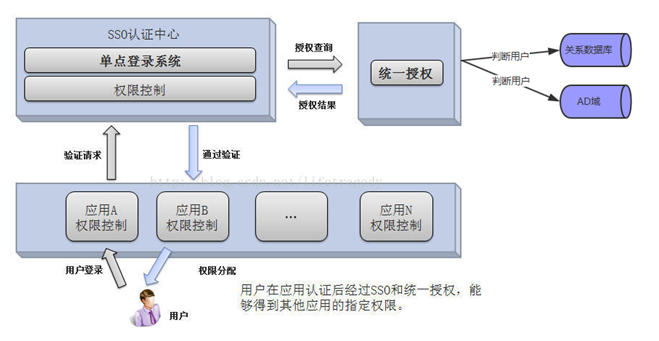 SSO认证中心
单点登录系统
权限控制
授权查询
授权结果
统一授权
判断用户
判断用户
关系数据库
AD域
验证请求
通过验证
http://blog.csdn.net/lifetragedy
应用A
权限控制
应用B
权限控制
...
应用N
权限控制
用户登录
权限分配
用户
用户在应用认证后经过SSO和统一授权，能
够得到其他应用的指定权限。